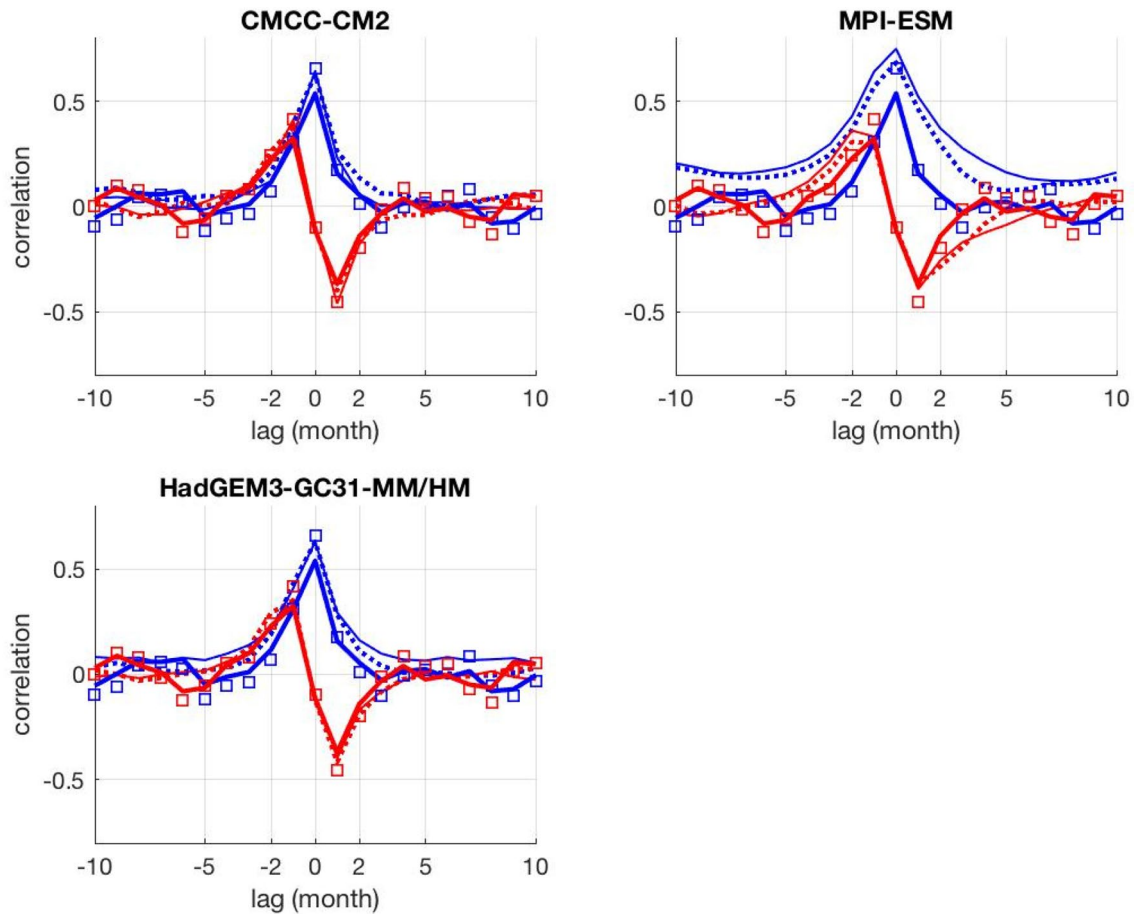 CMCC-CM2
correlation
0.5
0
-0.5
-10 -5 -2 0 2 5 10
lag (month)
MPI-ESM
correlation
0.5
0
-0.5
-10 -5 -2 0 2 5 10
lag (month)
HadGEM3-GC31-MM/HM
correlation
0.5
0
-0.5
-10 -5 -2 0 2 5 10
lag (month)